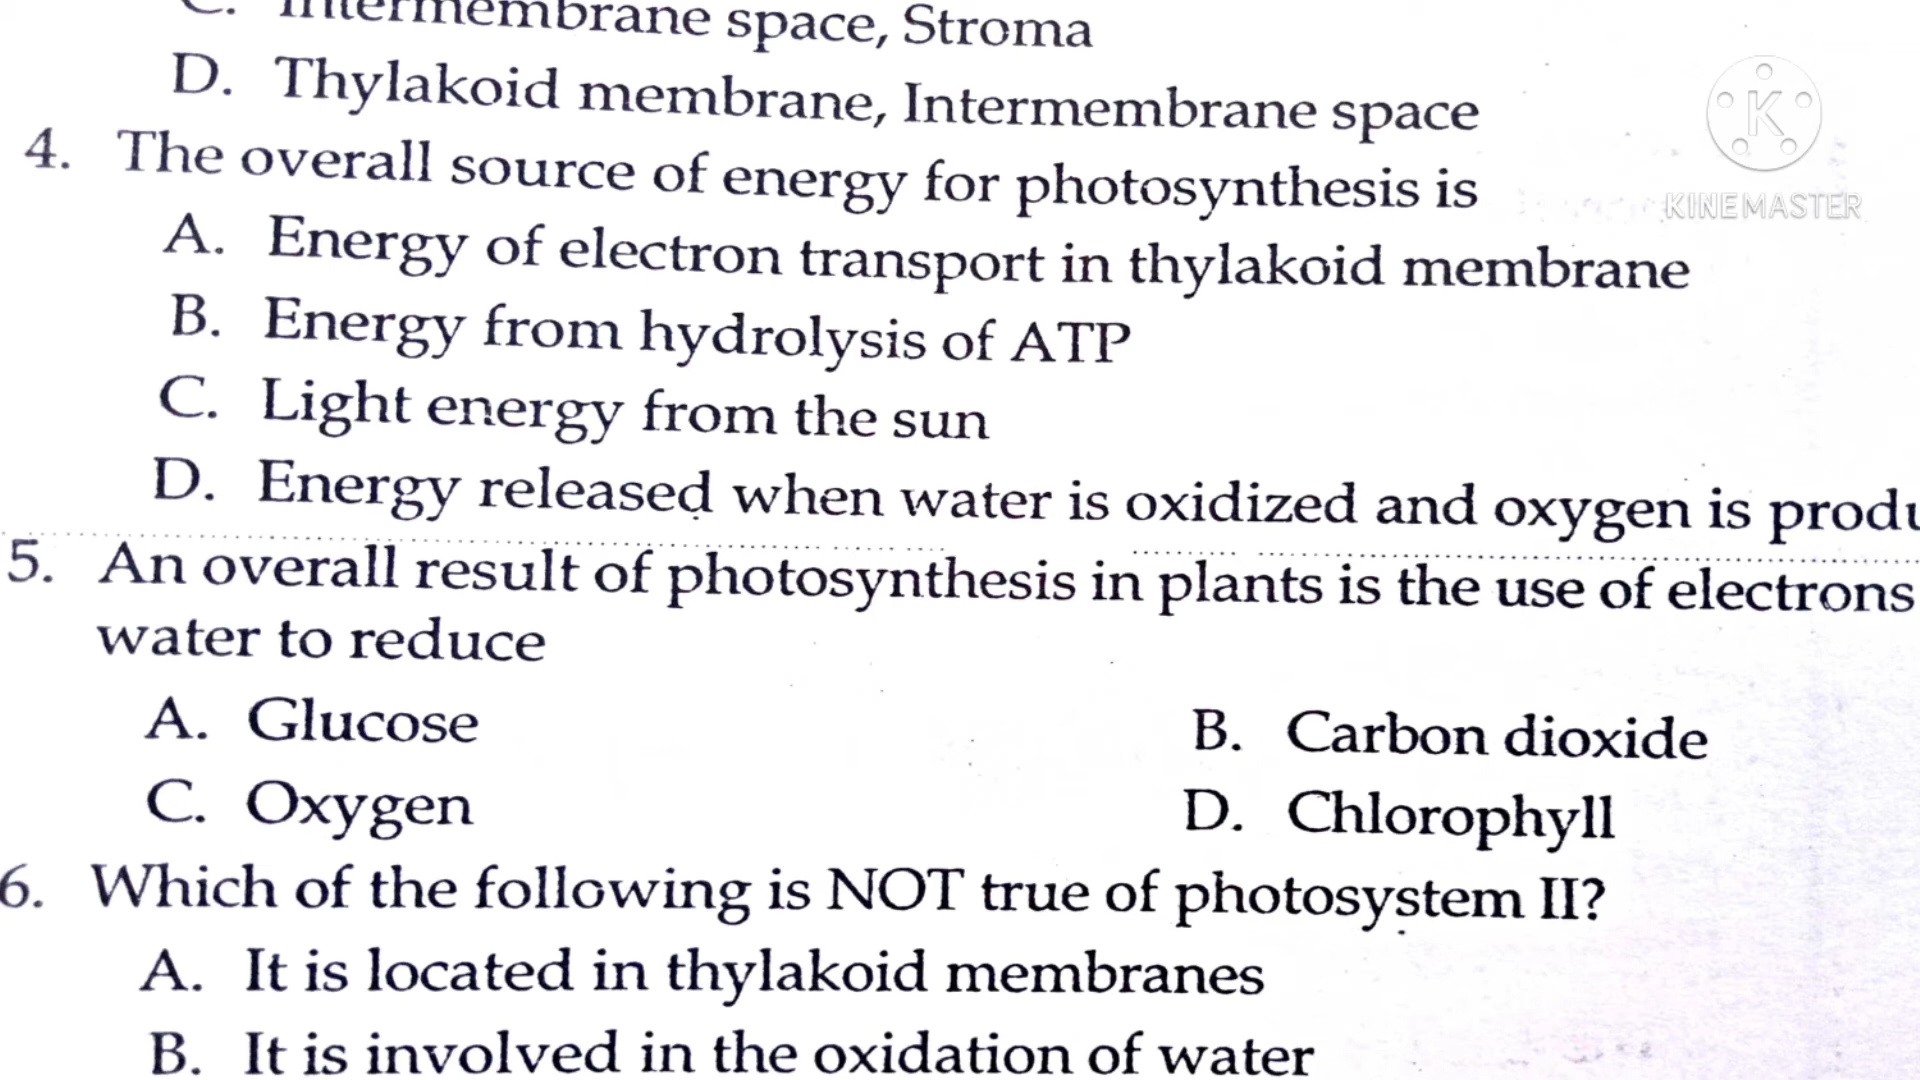 C. Intermembrane space, Stroma
D. Thylakoid membrane, Intermembrane space
4. The overall source of energy for photosynthesis is
A. Energy of electron transport in thylakoid membrane
B. Energy from hydrolysis of ATP
C. Light energy from the sun
D. Energy released when water is oxidized and oxygen is produ
5. An overall result of photosynthesis in plants is the use of electrons
water to reduce
A. Glucose
B. Carbon dioxide
C. Oxygen
D. Chlorophyll
6. Which of the following is NOT true of photosystem II?
A. It is located in thylakoid membranes
B. It is involved in the oxidation of water
K
KINEMASTER